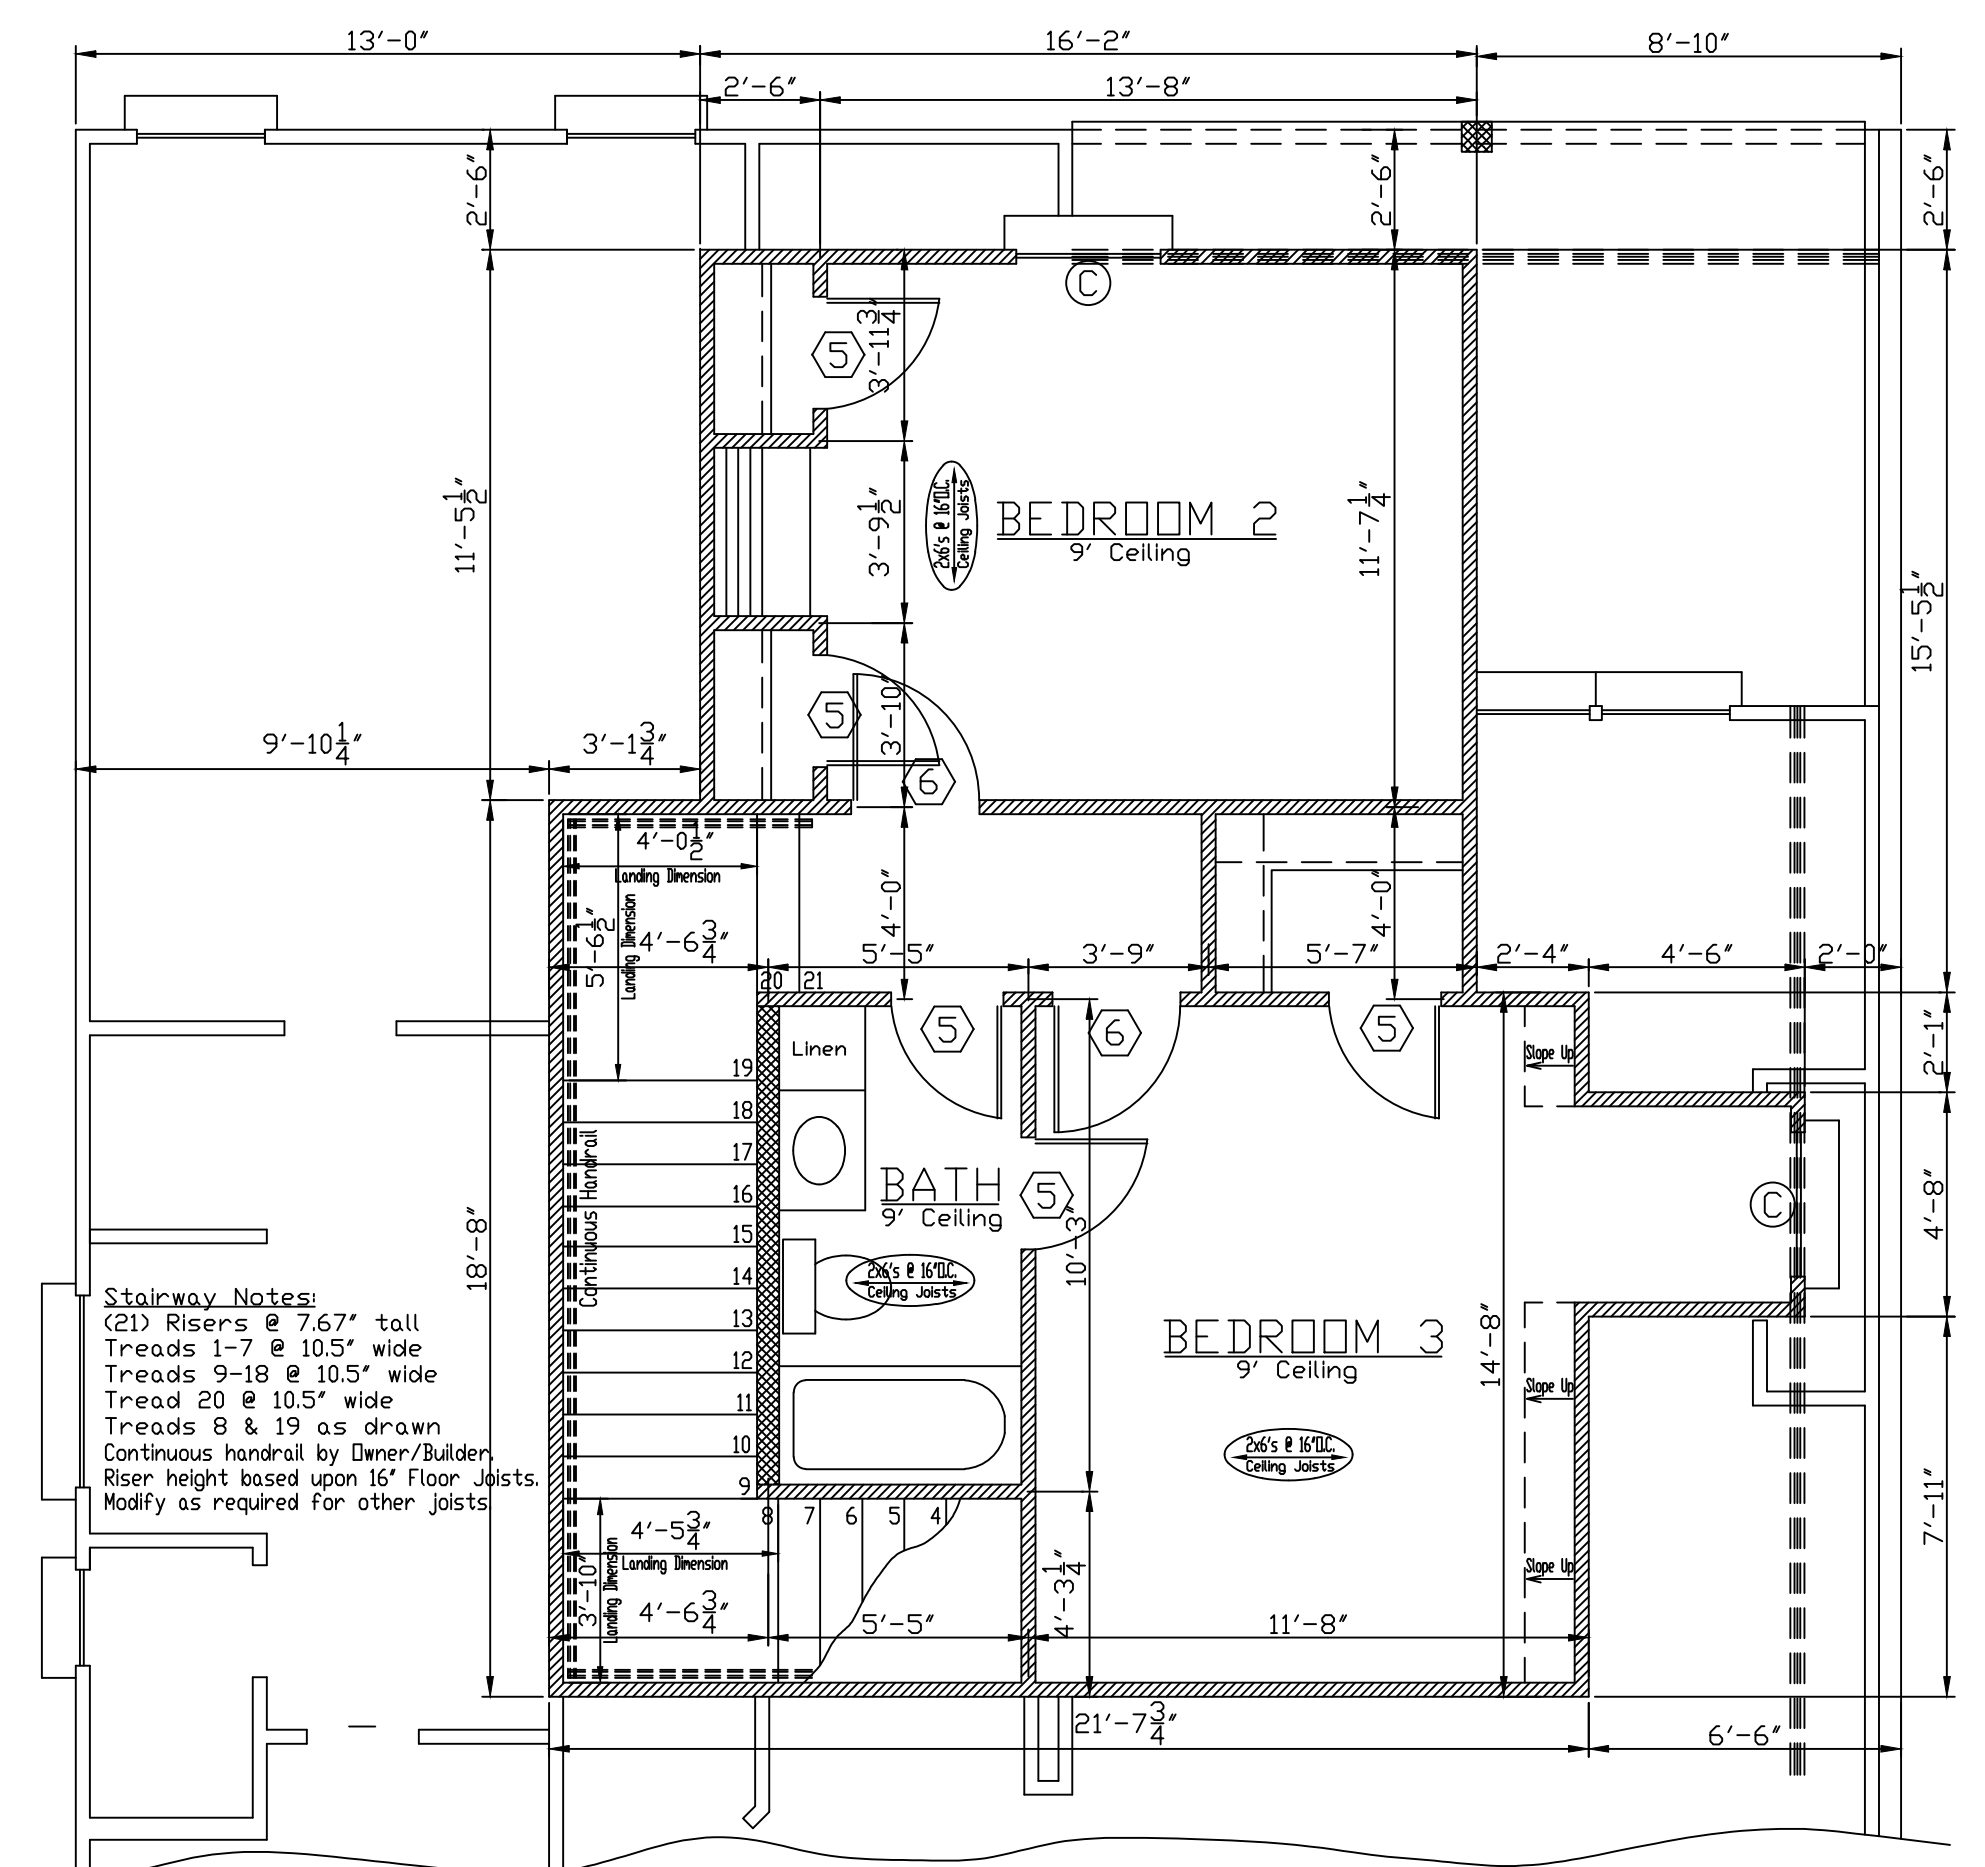 13'-0"
16'-2"
8'-10"
2'-6"
13'-8"
2'-6"
2'-6"
2'-6"
C
3'-11 3/4"
5
11'-5 1/2"
3'-9 1/2"
2x6's @ 16"O.C.
Ceiling Joists
BEDROOM 2
9' Ceiling
11'-7 1/4"
15'-5 1/2"
9'-10 1/4"
3'-1 3/4"
5
3'-10"
6
4'-0 1/2"
Landing Dimension
5'-6 1/2"
Landing Dimension
4'-0"
4'-0"
4'-6 3/4"
5'-5"
3'-9"
5'-7"
2'-4"
4'-6"
2'-0"
20
21
5
6
5
2'-1"
Linen
Slope Up
19
18
17
16
15
14
13
12
11
10
9
Continuous Handrail
BATH
9' Ceiling
5
10'-3"
C
4'-8"
18'-8"
2x6's @ 16"O.C.
Ceiling Joists
Stairway Notes:
(21) Risers @ 7.67" tall
Treads 1-7 @ 10.5" wide
Treads 9-18 @ 10.5" wide
Tread 20 @ 10.5" wide
Treads 8 & 19 as drawn
Continuous handrail by Owner/Builder.
Riser height based upon 16" Floor Joists.
Modify as required for other joists.
BEDROOM 3
9' Ceiling
14'-8"
Slope Up
2x6's @ 16"O.C.
Ceiling Joists
7'-11"
8
7
6
5
4
4'-5 3/4"
Landing Dimension
3'-10"
Landing Dimension
4'-3 1/4"
Slope Up
4'-6 3/4"
5'-5"
11'-8"
21'-7 3/4"
6'-6"